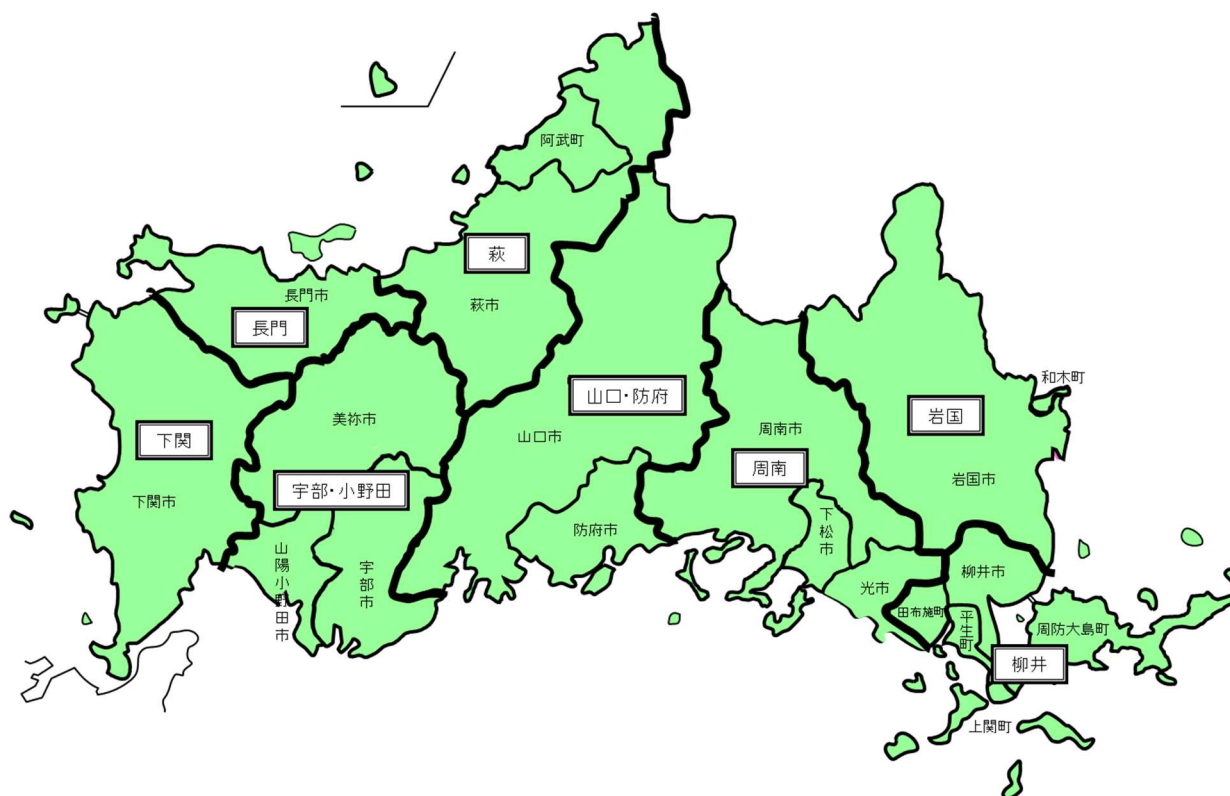 阿武町
萩
長門市
萩市
長門
和木町
山口・防府
岩国
美祢市
周南市
山口市
下関
周南
岩国市
宇部・小野田
下関市
防府市
下松市
山陽小野田市
宇部市
柳井市
光市
田布施町
平生町
周防大島町
柳井
上関町